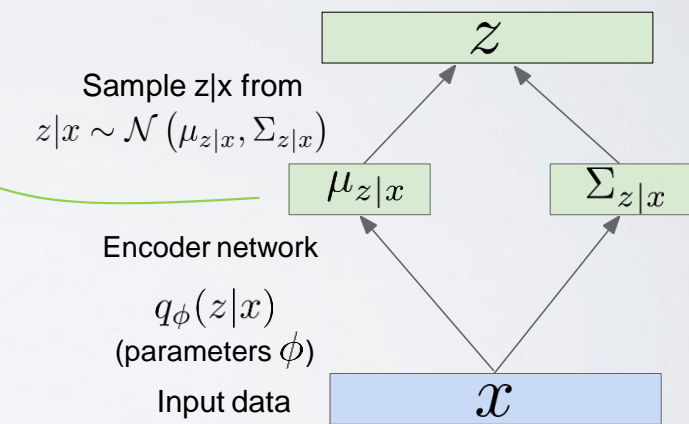 z
Sample z|x from
z|x ∼ 𝒩 (μ_{z|x}, Σ_{z|x})
μ_{z|x}
Σ_{z|x}
Encoder network
q_ϕ(z|x)
(parameters ϕ)
Input data
x